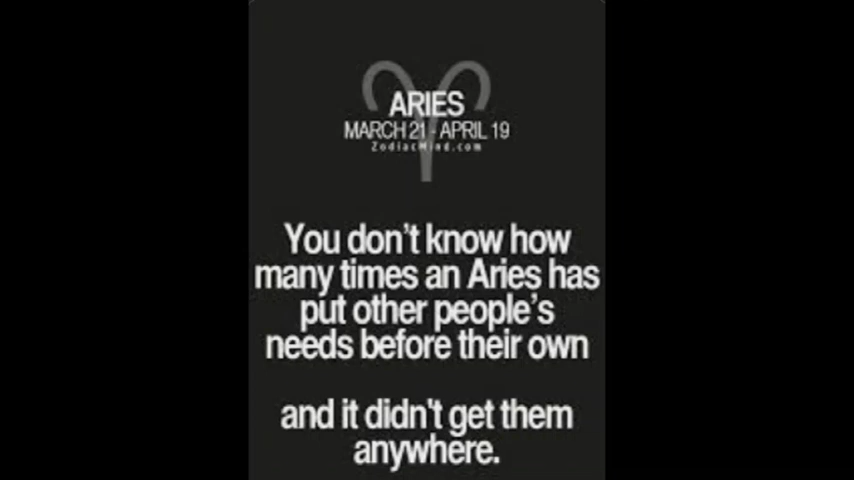 ARIES
MARCH 21 - APRIL 19
ZodiacMind.com
You don't know how
many times an Aries has
put other people's
needs before their own
and it didn't get them
anywhere.